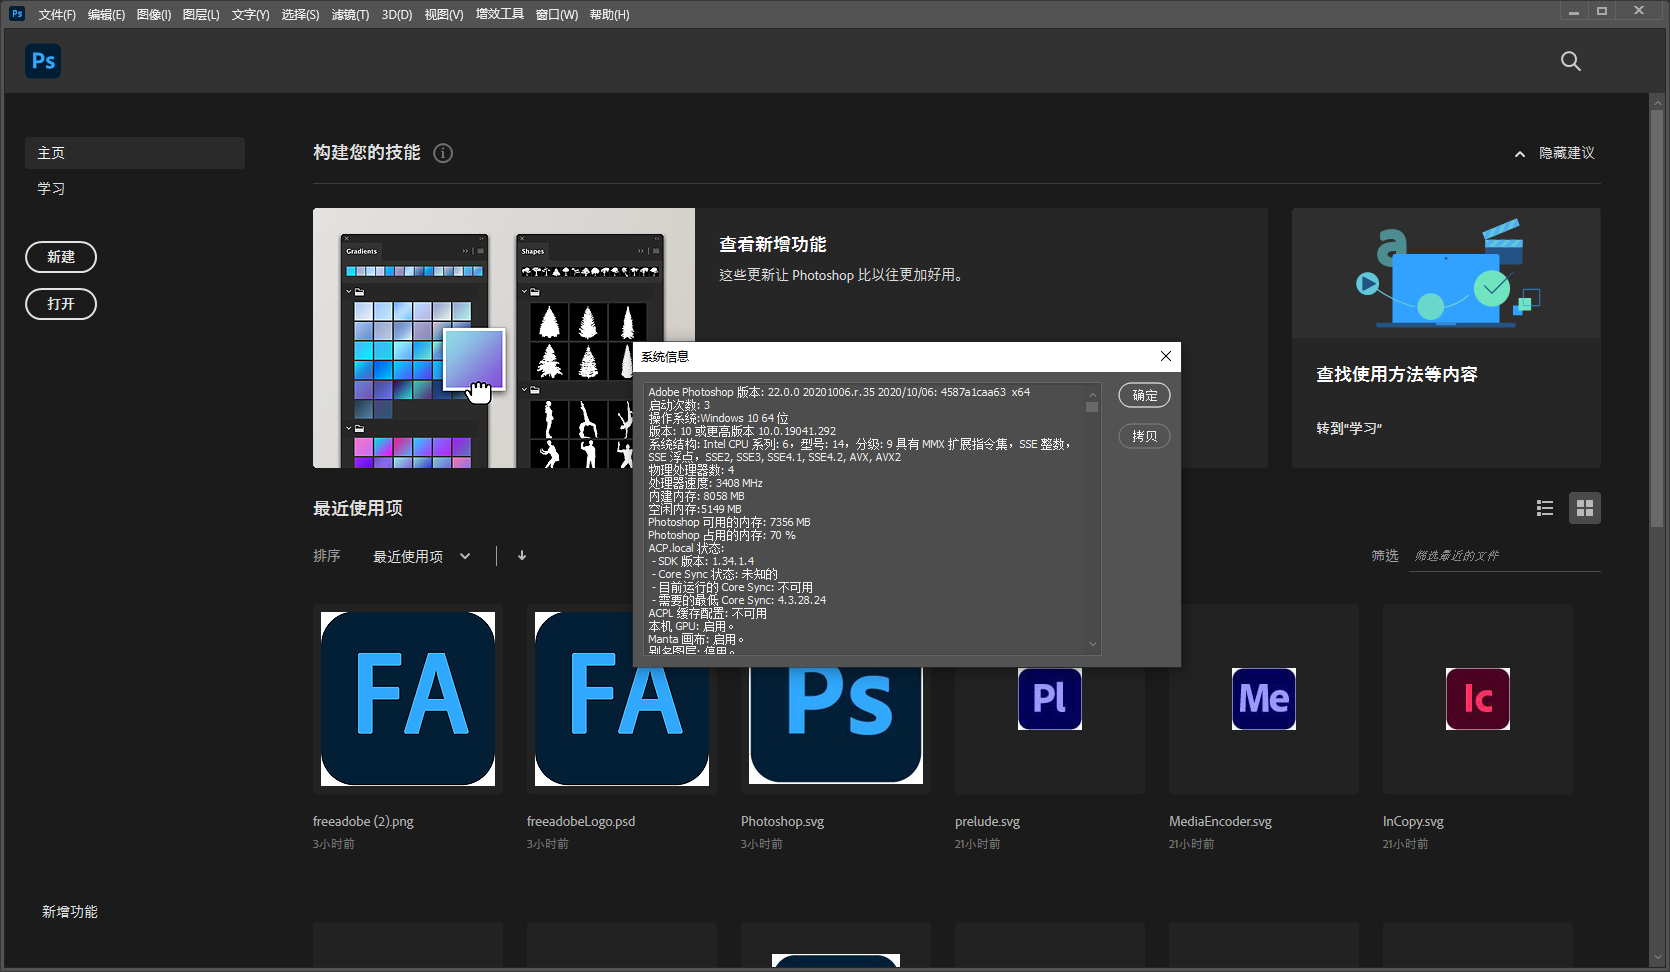 Ps 文件(F) 编辑(E) 图像(I) 图层(L) 文字(Y) 选择(S) 滤镜(T) 3D(D) 视图(V) 增效工具 窗口(W) 帮助(H)
Ps
主页
学习
新建
打开
新增功能
构建您的技能
隐藏建议
Gradients
Shapes
查看新增功能
这些更新让 Photoshop 比以往更加好用。
a
查找使用方法等内容
转到“学习”
系统信息
Adobe Photoshop 版本: 22.0.0 20201006.r.35 2020/10/06: 4587a1caa63 x64
启动次数: 3
操作系统:Windows 10 64 位
版本: 10 或更高版本 10.0.19041.292
系统结构: Intel CPU 系列: 6，型号: 14，分级: 9 具有 MMX 扩展指令集，SSE 整数，
SSE 浮点，SSE2, SSE3, SSE4.1, SSE4.2, AVX, AVX2
物理处理器数: 4
处理器速度: 3408 MHz
内建内存: 8058 MB
空闲内存:5149 MB
Photoshop 可用的内存: 7356 MB
Photoshop 占用的内存: 70 %
ACP.local 状态:
- SDK 版本: 1.34.1.4
- Core Sync 状态: 未知的
- 目前运行的 Core Sync: 不可用
- 需要的最低 Core Sync: 4.3.28.24
ACPL 缓存配置: 不可用
本机 GPU: 启用。
Manta 画布: 启用。
别名图层: 停用。
确定
拷贝
最近使用项
排序 最近使用项
筛选 筛选最近的文件
FA
FA
Ps
Pl
Me
Ic
freeadobe (2).png
3小时前
freeadobeLogo.psd
3小时前
Photoshop.svg
3小时前
prelude.svg
21小时前
MediaEncoder.svg
21小时前
InCopy.svg
21小时前